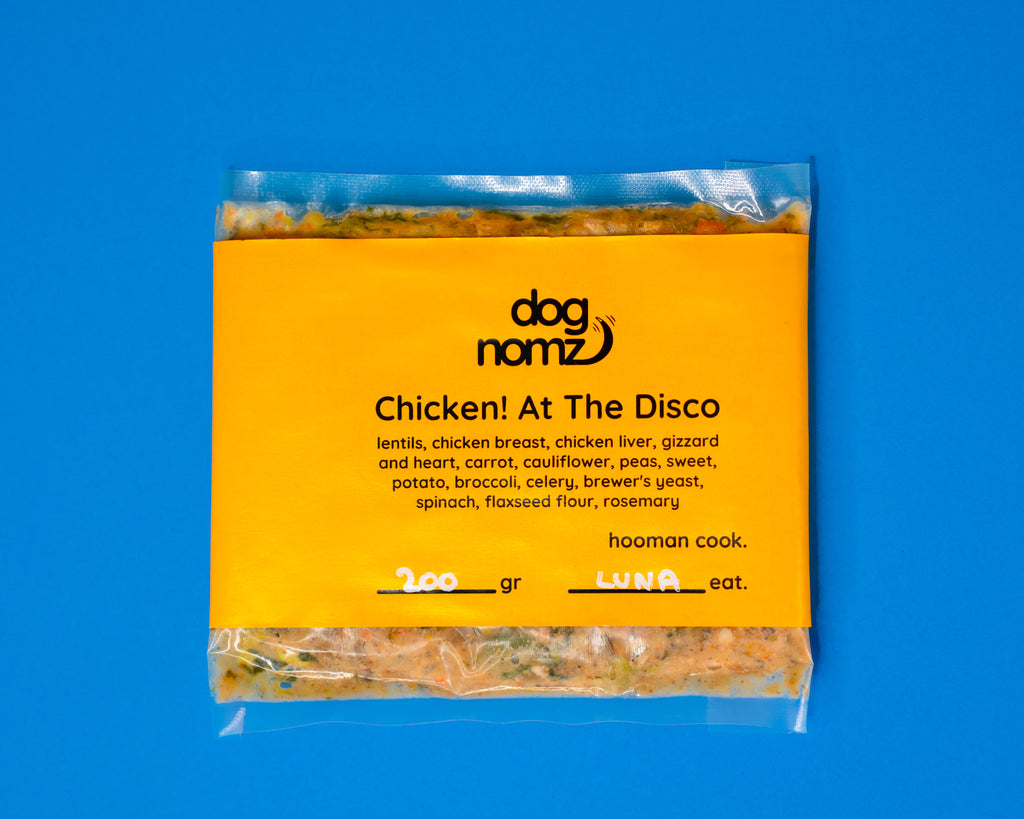 dog
nomz
Chicken! At The Disco
lentils, chicken breast, chicken liver, gizzard
and heart, carrot, cauliflower, peas, sweet,
potato, broccoli, celery, brewer's yeast,
spinach, flaxseed flour, rosemary
hooman cook.
200 gr LUNA eat.